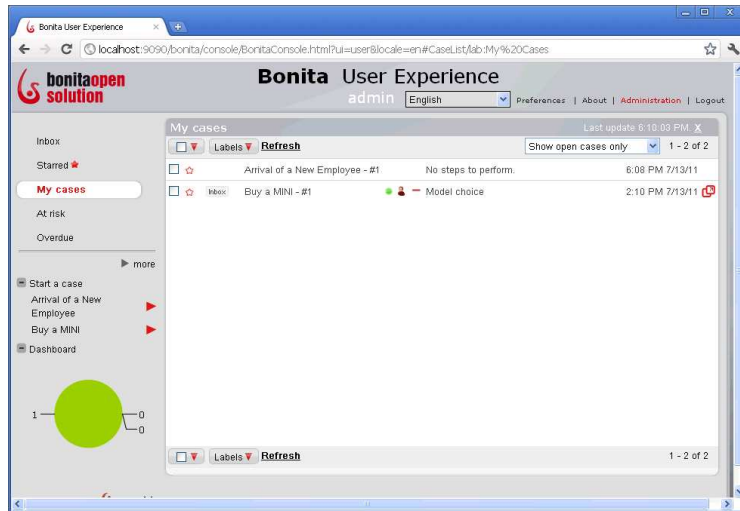 Bonita User Experience
localhost:9090/bonita/console/BonitaConsole.html?ui=user&locale=en#CaseList/lab:My%20Cases
bonitaopen
solution
Bonita User Experience
admin English Preferences | About | Administration | Logout
My cases Last update 6:10:03 PM. X
Labels Refresh Show open cases only 1 - 2 of 2
Arrival of a New Employee - #1 No steps to perform. 6:08 PM 7/13/11
Inbox Buy a MINI - #1 Model choice 2:10 PM 7/13/11
Inbox
Starred
My cases
At risk
Overdue
more
Start a case
Arrival of a New
Employee
Buy a MINI
Dashboard
1 0
0
Labels Refresh 1 - 2 of 2